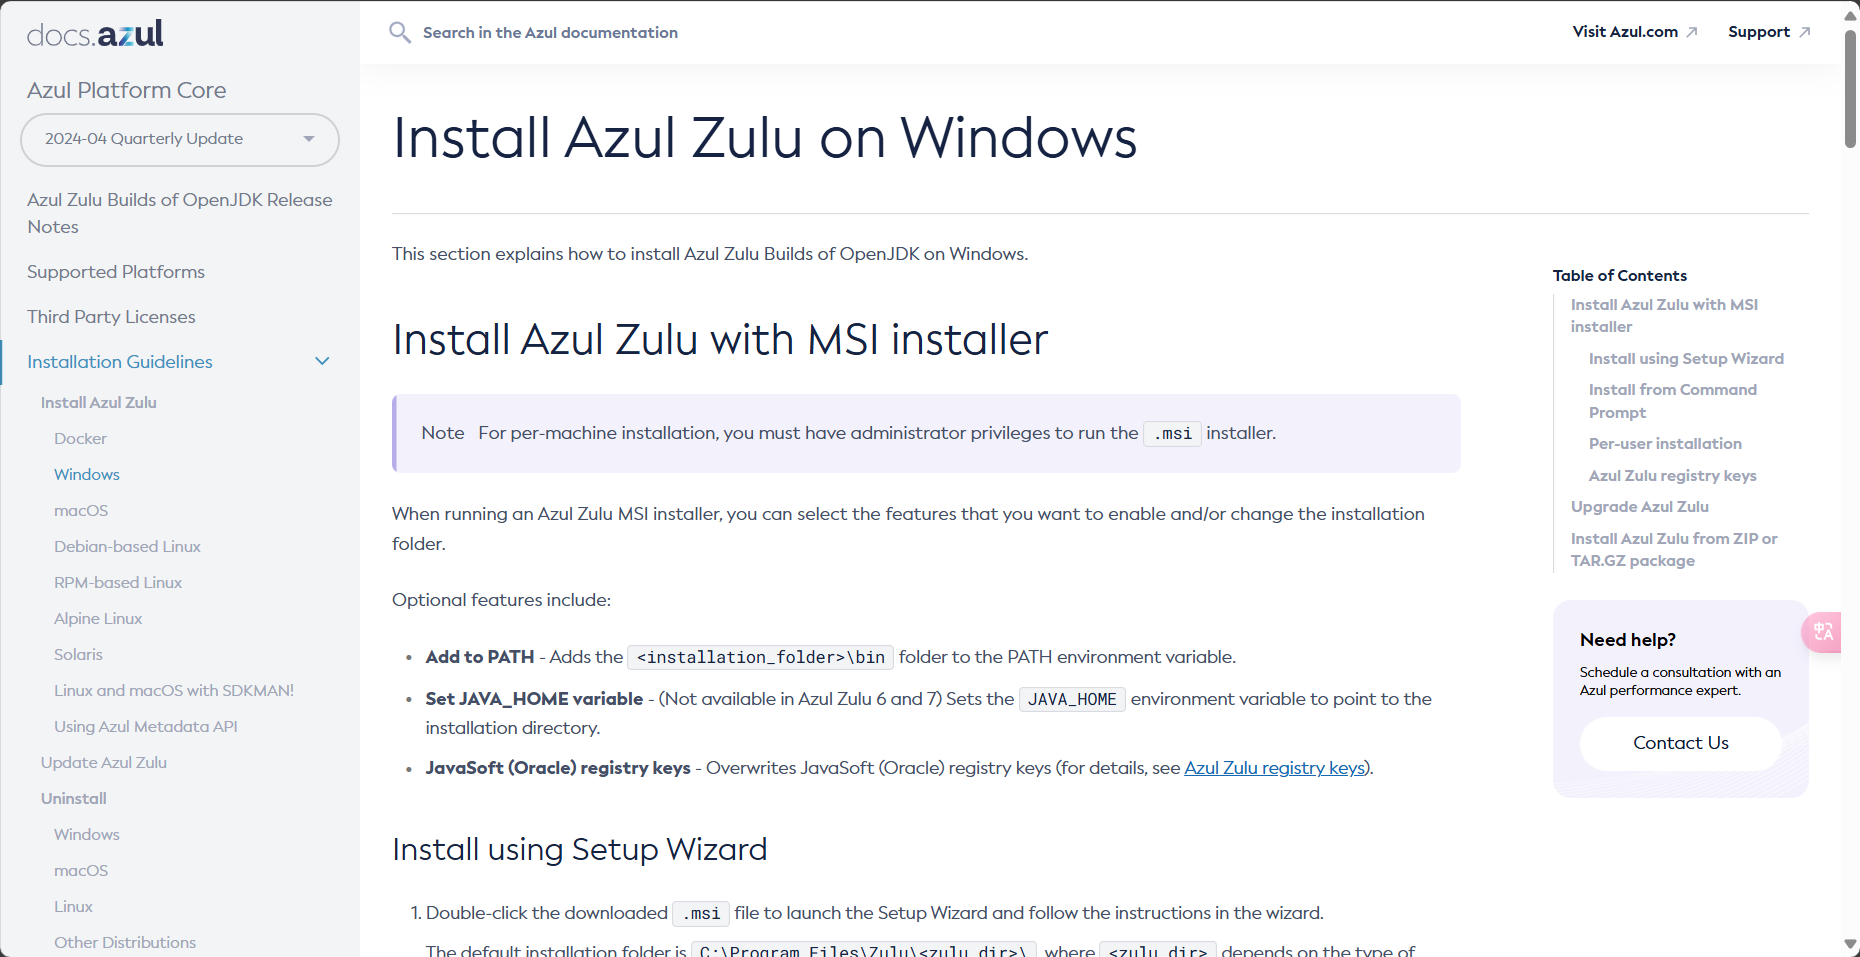 docs.azul
Azul Platform Core
2024-04 Quarterly Update
Azul Zulu Builds of OpenJDK Release
Notes
Supported Platforms
Third Party Licenses
Installation Guidelines
Install Azul Zulu
Docker
Windows
macOS
Debian-based Linux
RPM-based Linux
Alpine Linux
Solaris
Linux and macOS with SDKMAN!
Using Azul Metadata API
Update Azul Zulu
Uninstall
Windows
macOS
Linux
Other Distributions
Search in the Azul documentation
Visit Azul.com
Support
Install Azul Zulu on Windows
This section explains how to install Azul Zulu Builds of OpenJDK on Windows.
Install Azul Zulu with MSI installer
Note For per-machine installation, you must have administrator privileges to run the .msi installer.
When running an Azul Zulu MSI installer, you can select the features that you want to enable and/or change the installation
folder.
Optional features include:
• Add to PATH - Adds the <installation_folder>\bin folder to the PATH environment variable.
• Set JAVA_HOME variable - (Not available in Azul Zulu 6 and 7) Sets the JAVA_HOME environment variable to point to the
installation directory.
• JavaSoft (Oracle) registry keys - Overwrites JavaSoft (Oracle) registry keys (for details, see Azul Zulu registry keys).
Install using Setup Wizard
1. Double-click the downloaded .msi file to launch the Setup Wizard and follow the instructions in the wizard.
The default installation folder is C:\Program Files\Zulu\<zulu_dir>\, where <zulu_dir> depends on the type of
Table of Contents
Install Azul Zulu with MSI
installer
Install using Setup Wizard
Install from Command
Prompt
Per-user installation
Azul Zulu registry keys
Upgrade Azul Zulu
Install Azul Zulu from ZIP or
TAR.GZ package
Need help?
Schedule a consultation with an
Azul performance expert.
Contact Us
中A